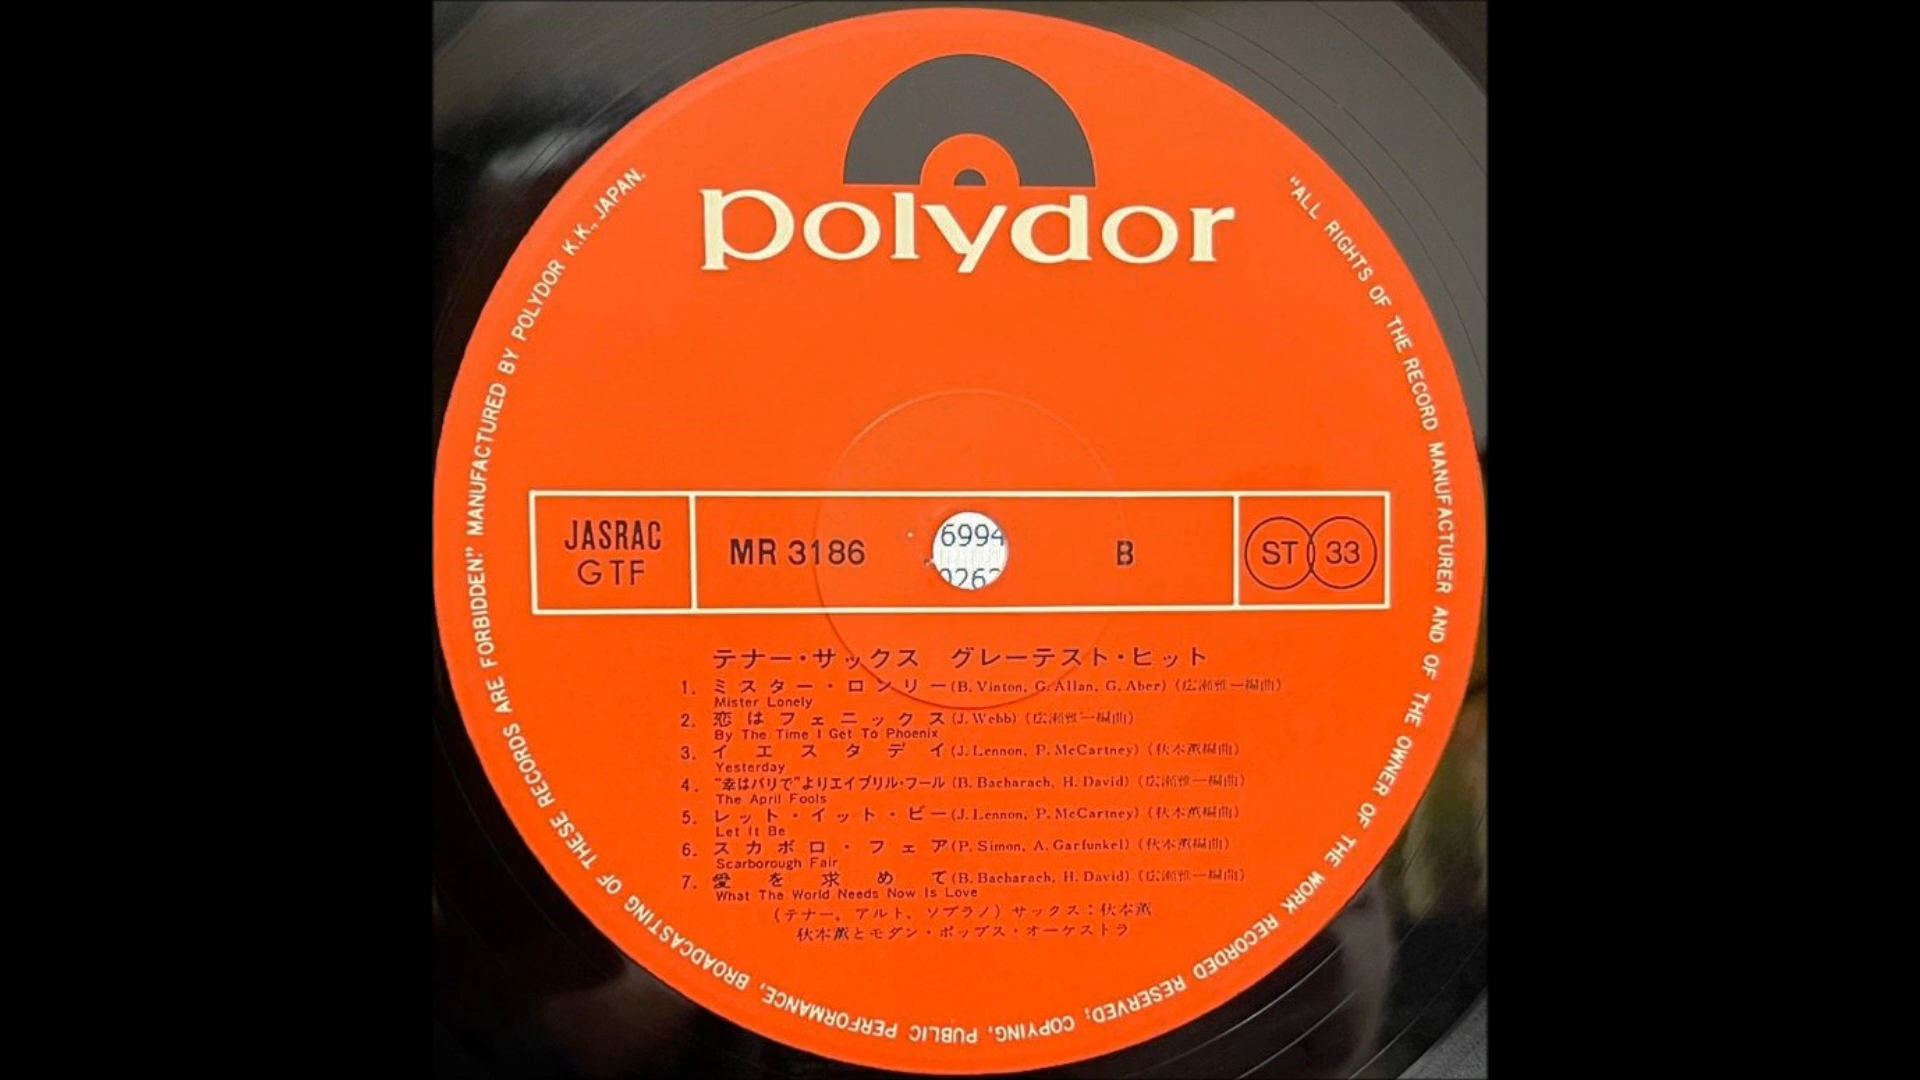 polydor
JASRAC
GTF
MR 3186
6994
0262
B
ST 33
テナー・サックス グレーテスト・ヒット
1. ミスター・ロンリー (B. Vinton, G. Allan, G. Aber) (広瀬雅一編曲)
Mister Lonely
2. 恋はフェニックス (J. Webb) (広瀬雅一編曲)
By The Time I Get To Phoenix
3. イエスタデイ (J. Lennon, P. McCartney) (秋本薫編曲)
Yesterday
4. "幸はパリで"よりエイプリル・フール (B. Bacharach, H. David) (広瀬雅一編曲)
The April Fools
5. レット・イット・ビー (J. Lennon, P. McCartney) (秋本薫編曲)
Let It Be
6. スカボロ・フェア (P. Simon, A. Garfunkel) (秋本薫編曲)
Scarborough Fair
7. 愛を求めて (B. Bacharach, H. David) (広瀬雅一編曲)
What The World Needs Now Is Love
(テナー, アルト, ソプラノ) サックス：秋本薫
秋本薫とモダン・ポップス・オーケストラ
"ALL RIGHTS OF THE RECORD MANUFACTURER AND OF THE OWNER OF THE WORK RECORDED RESERVED; COPYING, PUBLIC PERFORMANCE, BROADCASTING OF THESE RECORDS ARE FORBIDDEN." MANUFACTURED BY POLYDOR K.K., JAPAN.